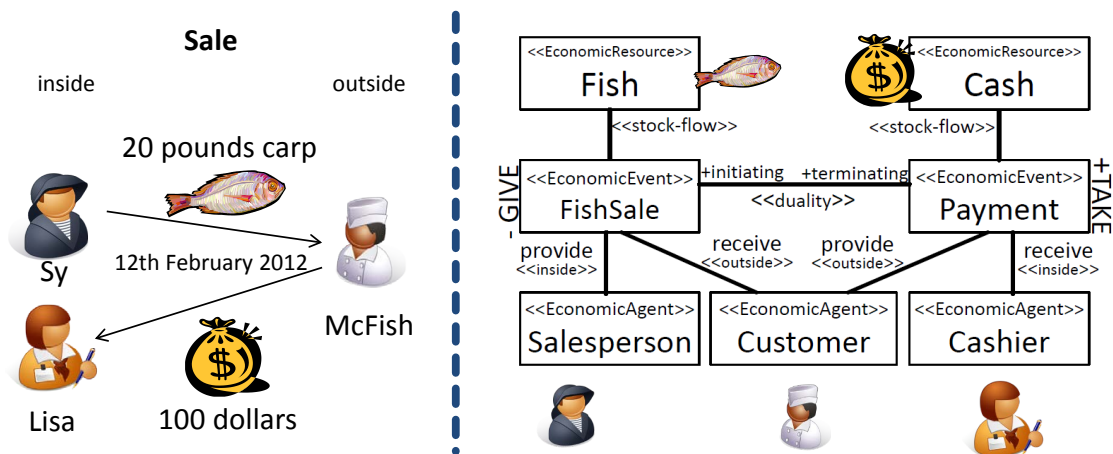 Sale
inside
outside
20 pounds carp
12th February 2012
Sy
McFish
$
Lisa
100 dollars
<<EconomicResource>>
Fish
$
<<EconomicResource>>
Cash
<<stock-flow>>
<<stock-flow>>
- GIVE
<<EconomicEvent>>
FishSale
+initiating
+terminating
<<duality>>
<<EconomicEvent>>
Payment
+TAKE
provide
<<inside>>
receive
<<outside>>
provide
<<outside>>
receive
<<inside>>
<<EconomicAgent>>
Salesperson
<<EconomicAgent>>
Customer
<<EconomicAgent>>
Cashier